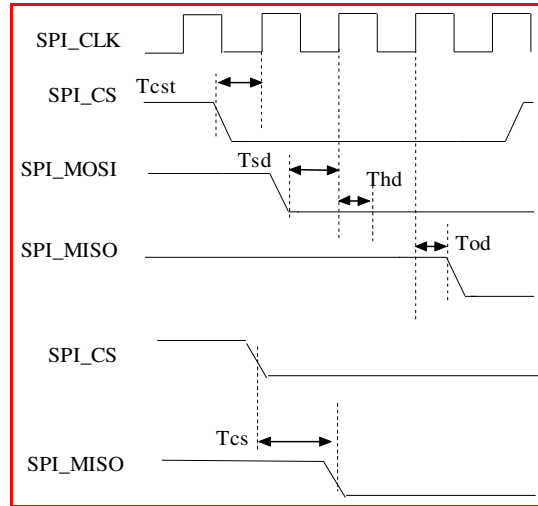 SPI_CLK
Tcst
SPI_CS
Tsd
SPI_MOSI
Thd
Tod
SPI_MISO
SPI_CS
Tcs
SPI_MISO